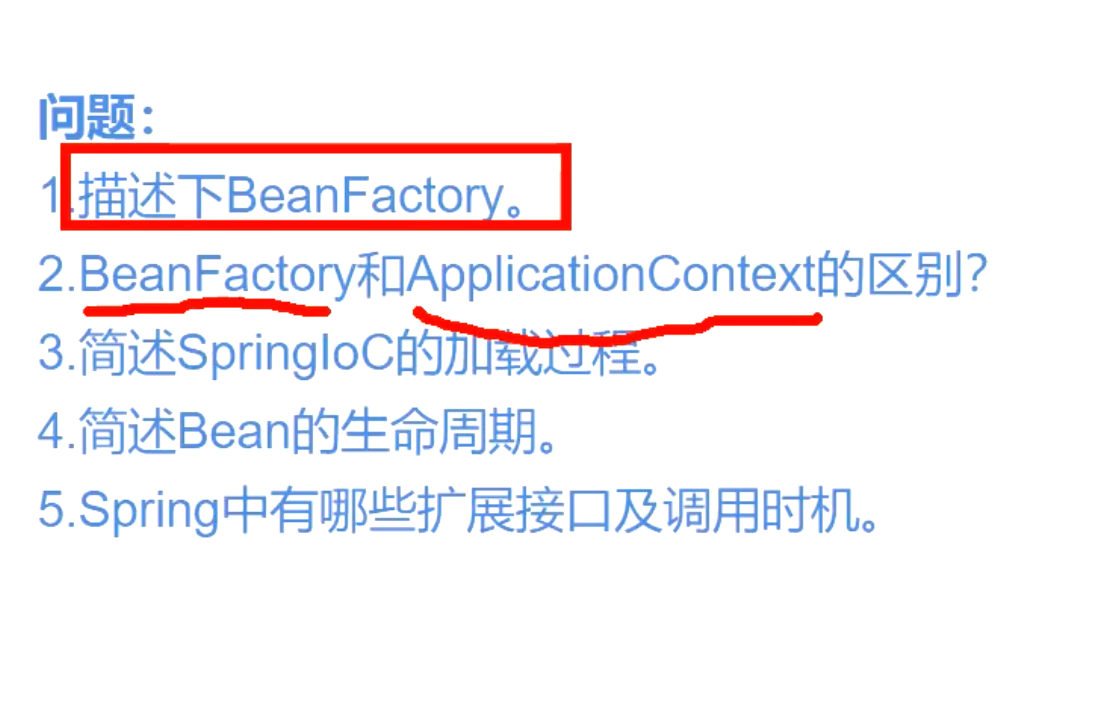 问题：
1.描述下BeanFactory。
2.BeanFactory和ApplicationContext的区别？
3.简述SpringIoC的加载过程。
4.简述Bean的生命周期。
5.Spring中有哪些扩展接口及调用时机。